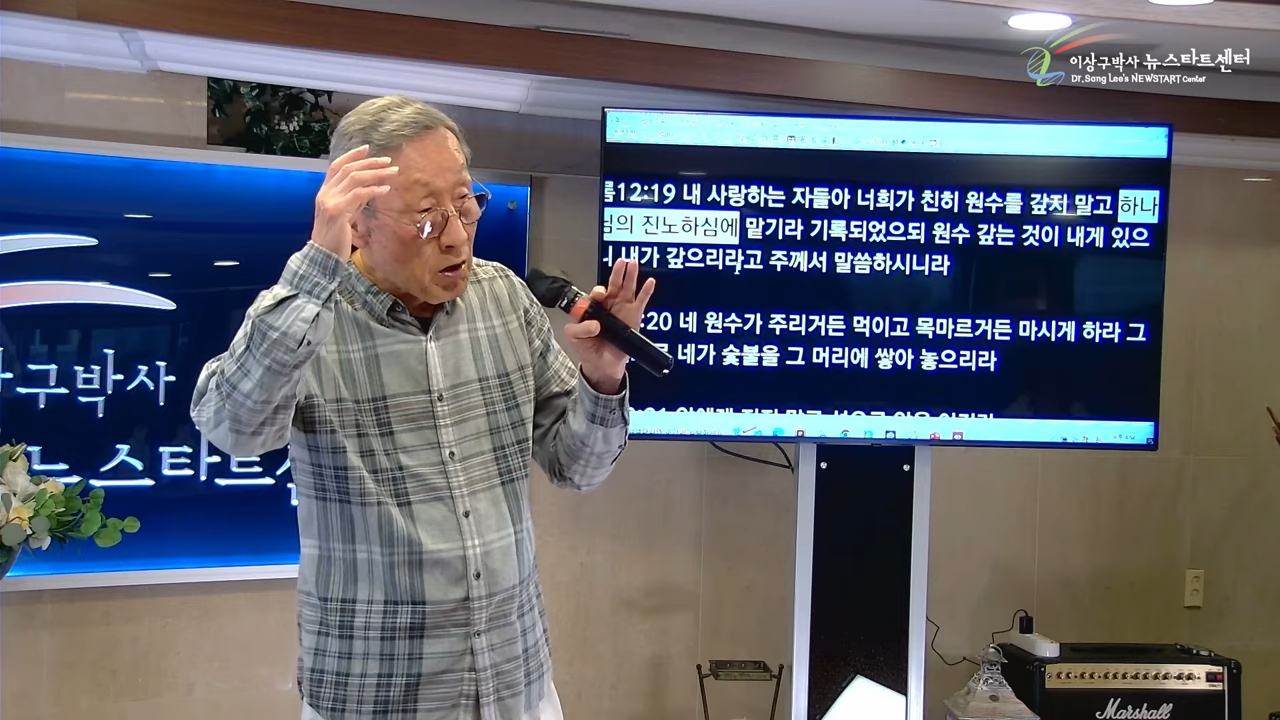 이상구박사 뉴스타트센터
Dr. Sang Lee's NEWSTART Center
름12:19 내 사랑하는 자들아 너희가 친히 원수를 갚지 말고 하나
님의 진노하심에 맡기라 기록되었으되 원수 갚는 것이 내게 있으
니 내가 갚으리라고 주께서 말씀하시니라
:20 네 원수가 주리거든 먹이고 목마르거든 마시게 하라 그
네가 숯불을 그 머리에 쌓아 놓으리라
구박사
뉴스타트
Marshall